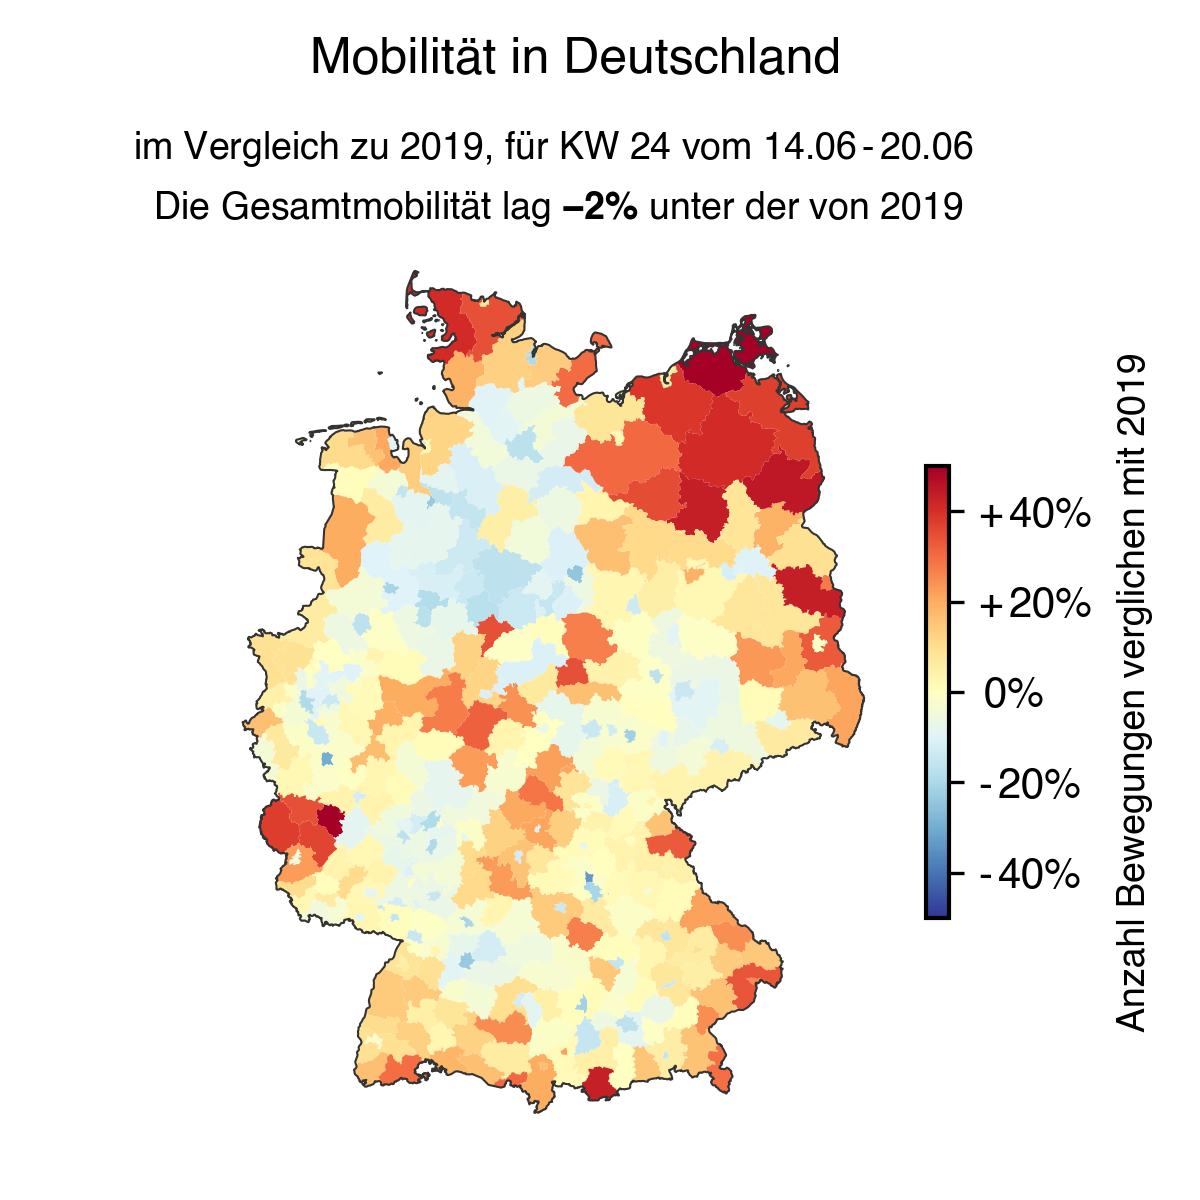 Mobilität in Deutschland
im Vergleich zu 2019, für KW 24 vom 14.06-20.06
Die Gesamtmobilität lag −2% unter der von 2019
+40%
+20%
0%
-20%
-40%
Anzahl Bewegungen verglichen mit 2019